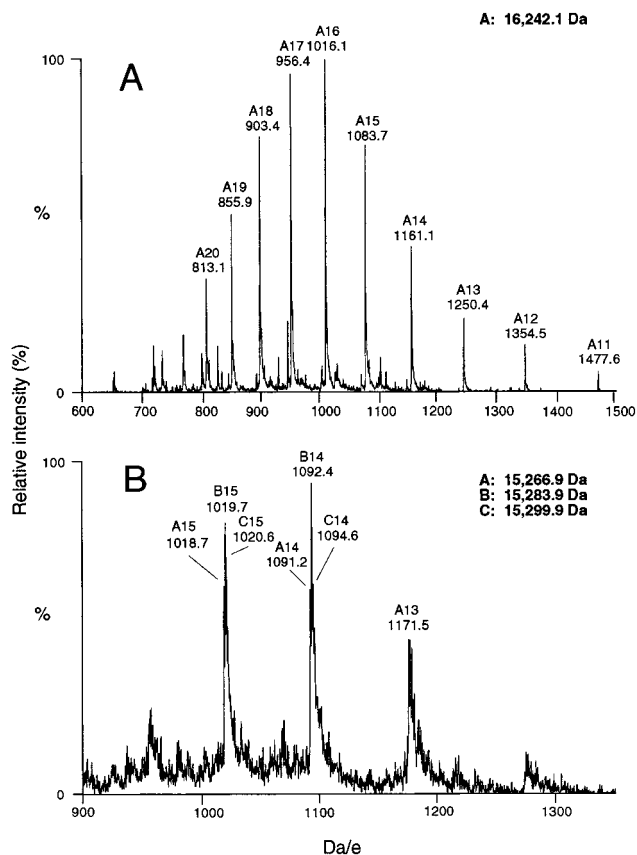 A: 16,242.1 Da
A
100
%
0
A20
813.1
A19
855.9
A18
903.4
A17
956.4
A16
1016.1
A15
1083.7
A14
1161.1
A13
1250.4
A12
1354.5
A11
1477.6
600 800 900 1000 1100 1200 1300 1400 1500
Relative intensity (%)
B
100
%
0
A: 15,266.9 Da
B: 15,283.9 Da
C: 15,299.9 Da
A15
1018.7
B15
1019.7
C15
1020.6
A14
1091.2
B14
1092.4
C14
1094.6
A13
1171.5
900 1000 1100 1200 1300
Da/e